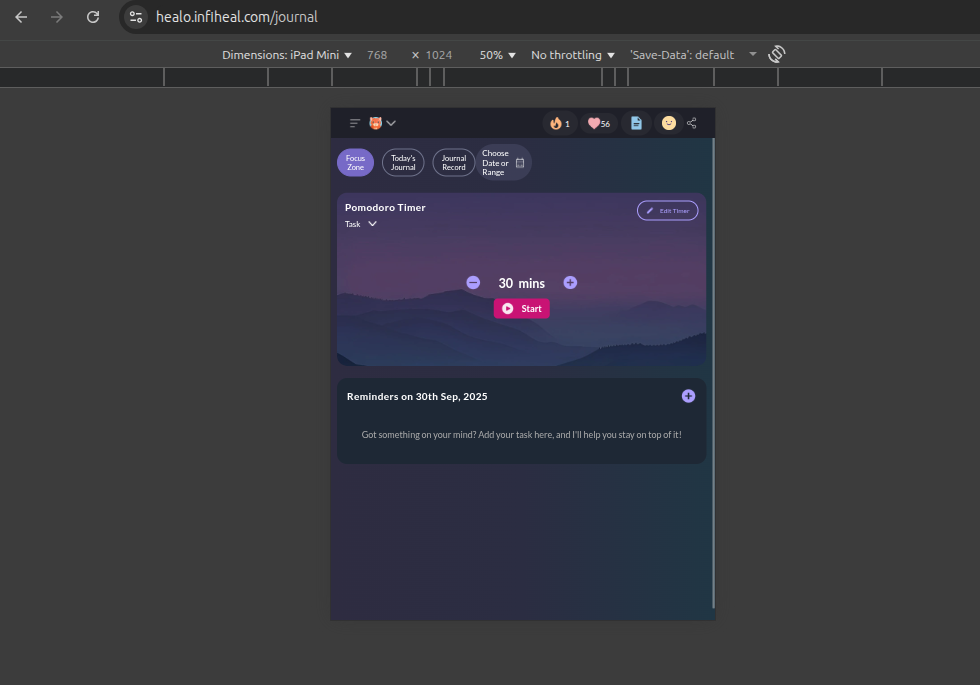 healo.inf1heal.com/journal
Dimensions: iPad Mini 768 × 1024 50% No throttling 'Save-Data': default
1 56
Focus
Zone
Today's
Journal
Journal
Record
Choose
Date or
Range
Pomodoro Timer
Edit Timer
Task
30 mins
Start
Reminders on 30th Sep, 2025
Got something on your mind? Add your task here, and I'll help you stay on top of it!